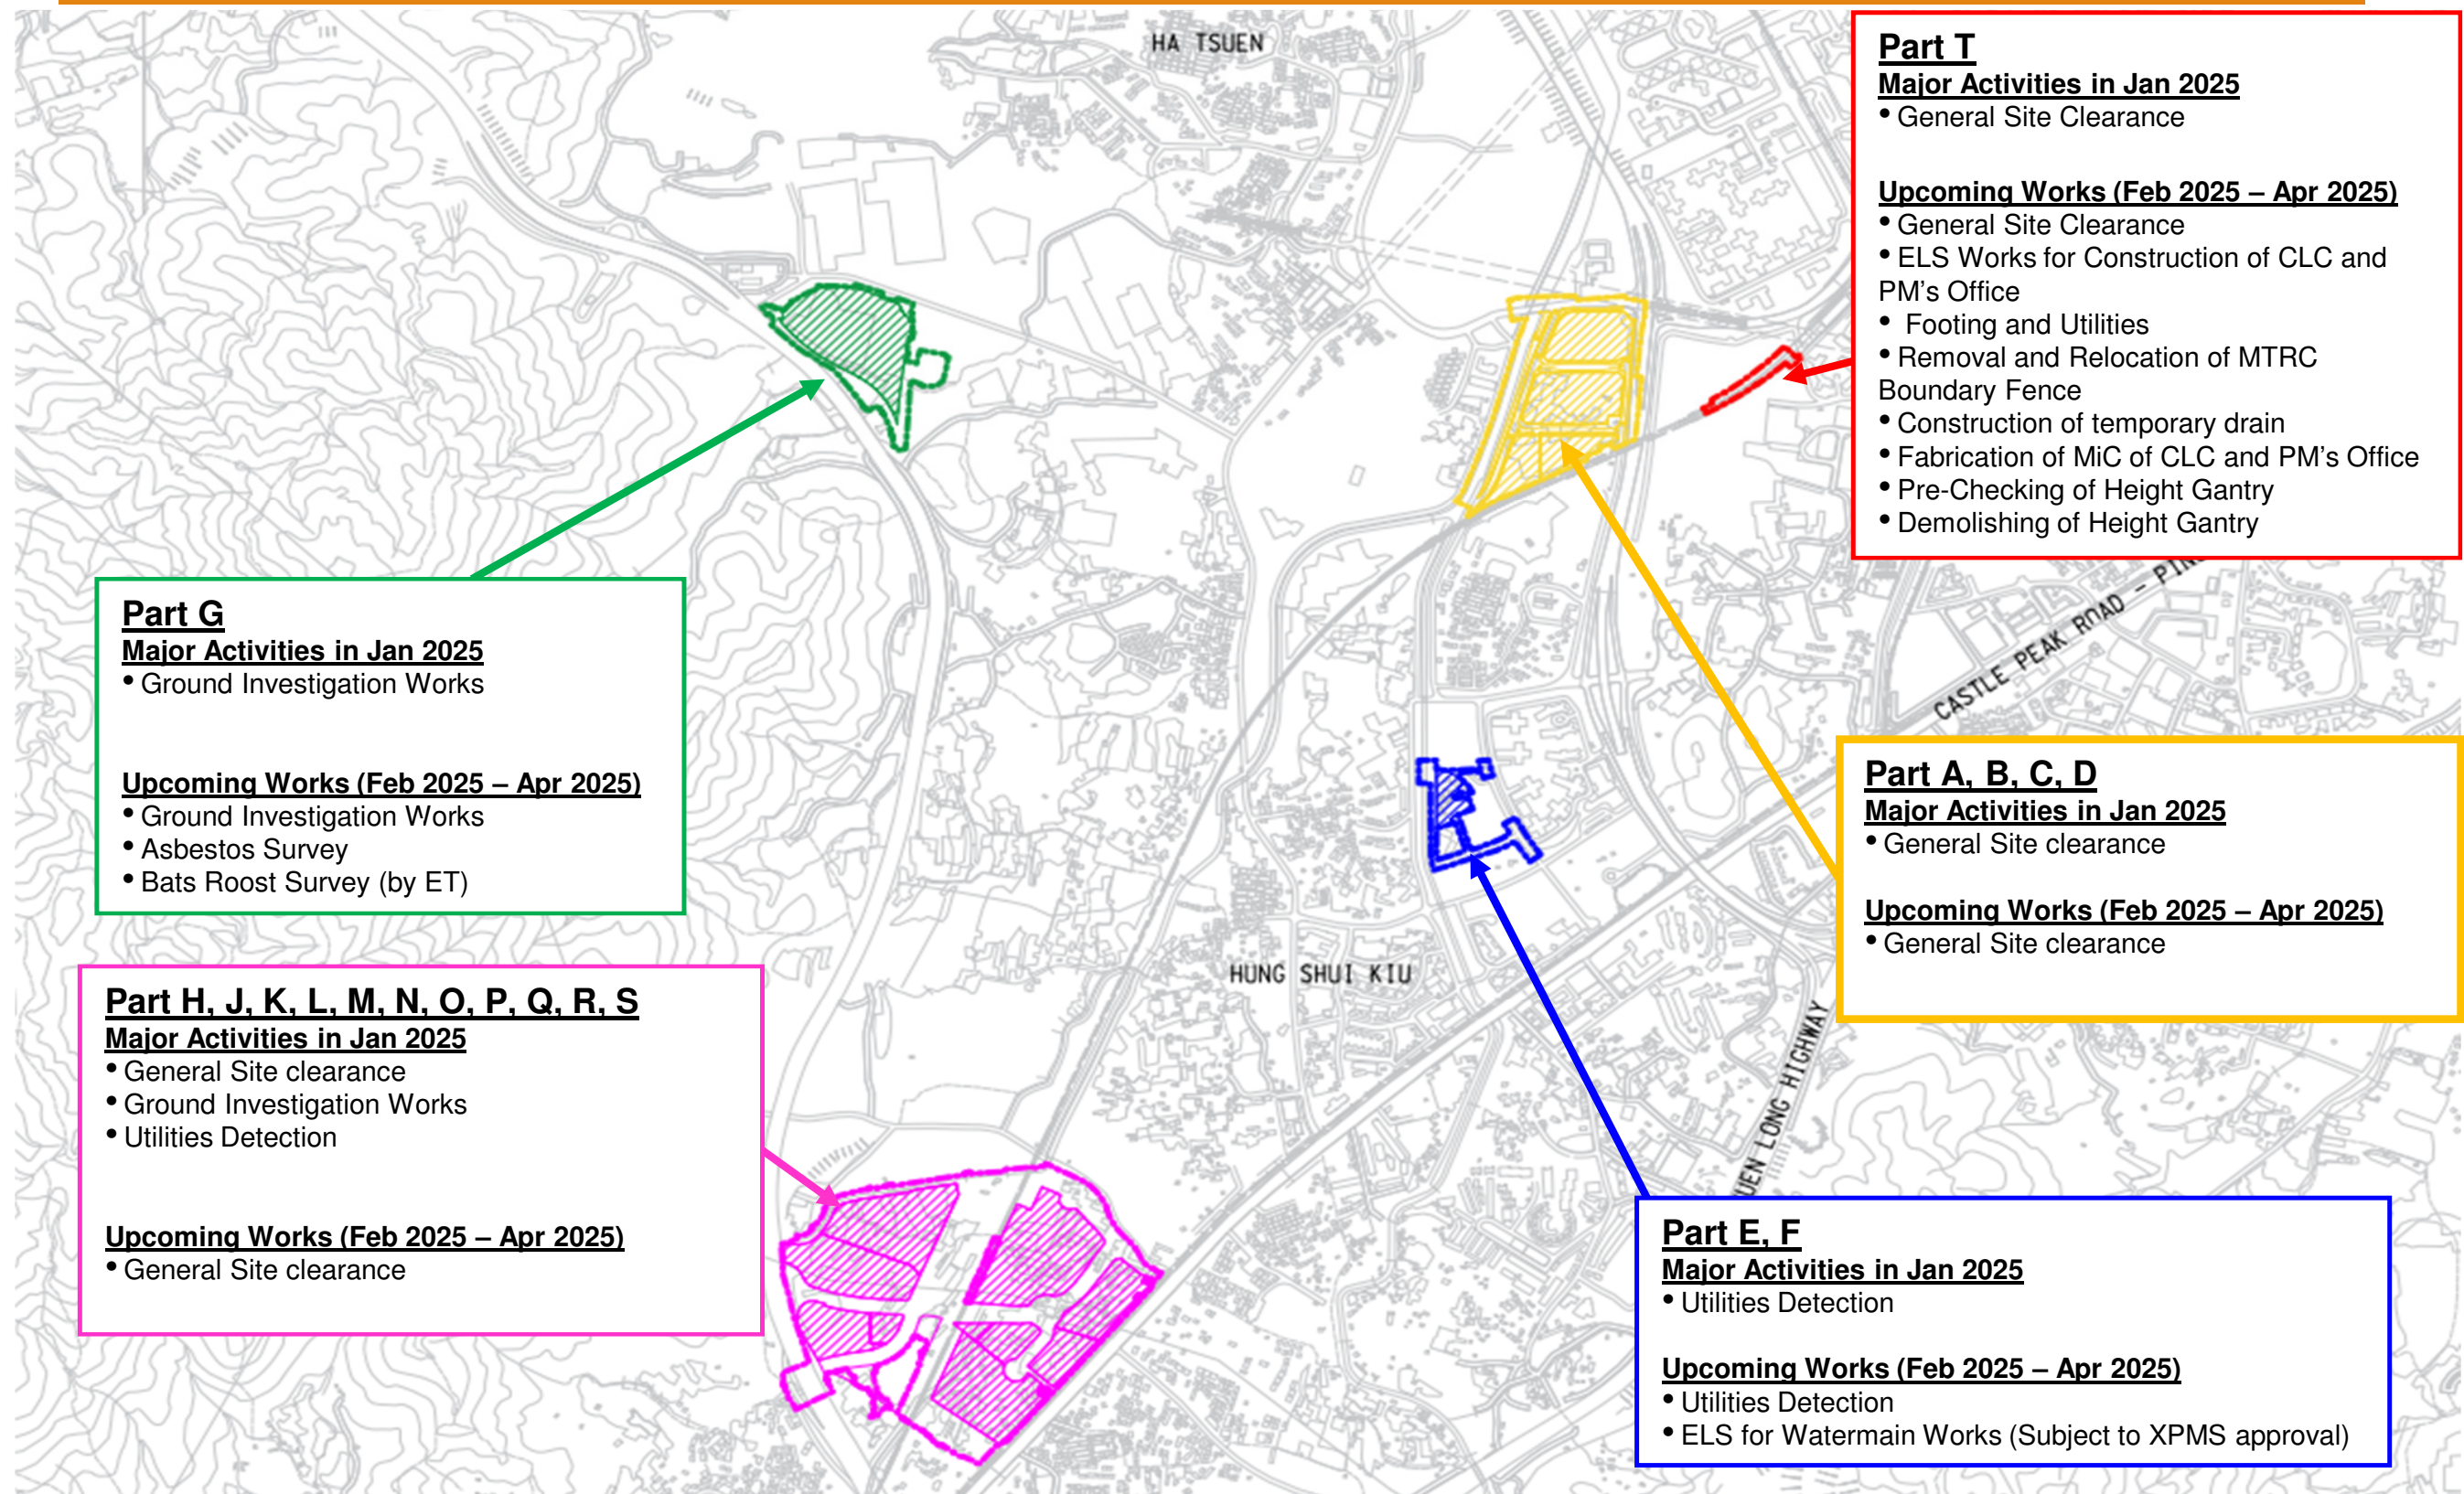 HA TSUEN
Part T
Major Activities in Jan 2025
• General Site Clearance
Upcoming Works (Feb 2025 – Apr 2025)
• General Site Clearance
• ELS Works for Construction of CLC and
PM's Office
• Footing and Utilities
• Removal and Relocation of MTRC
Boundary Fence
• Construction of temporary drain
• Fabrication of MiC of CLC and PM's Office
• Pre-Checking of Height Gantry
• Demolishing of Height Gantry
CASTLE PEAK ROAD –
Part G
Major Activities in Jan 2025
• Ground Investigation Works
Upcoming Works (Feb 2025 – Apr 2025)
• Ground Investigation Works
• Asbestos Survey
• Bats Roost Survey (by ET)
Part A, B, C, D
Major Activities in Jan 2025
• General Site clearance
Upcoming Works (Feb 2025 – Apr 2025)
• General Site clearance
HUNG SHUI KIU
Part H, J, K, L, M, N, O, P, Q, R, S
Major Activities in Jan 2025
• General Site clearance
• Ground Investigation Works
• Utilities Detection
Upcoming Works (Feb 2025 – Apr 2025)
• General Site clearance
LONG HIGHWAY
Part E, F
Major Activities in Jan 2025
• Utilities Detection
Upcoming Works (Feb 2025 – Apr 2025)
• Utilities Detection
• ELS for Watermain Works (Subject to XPMS approval)